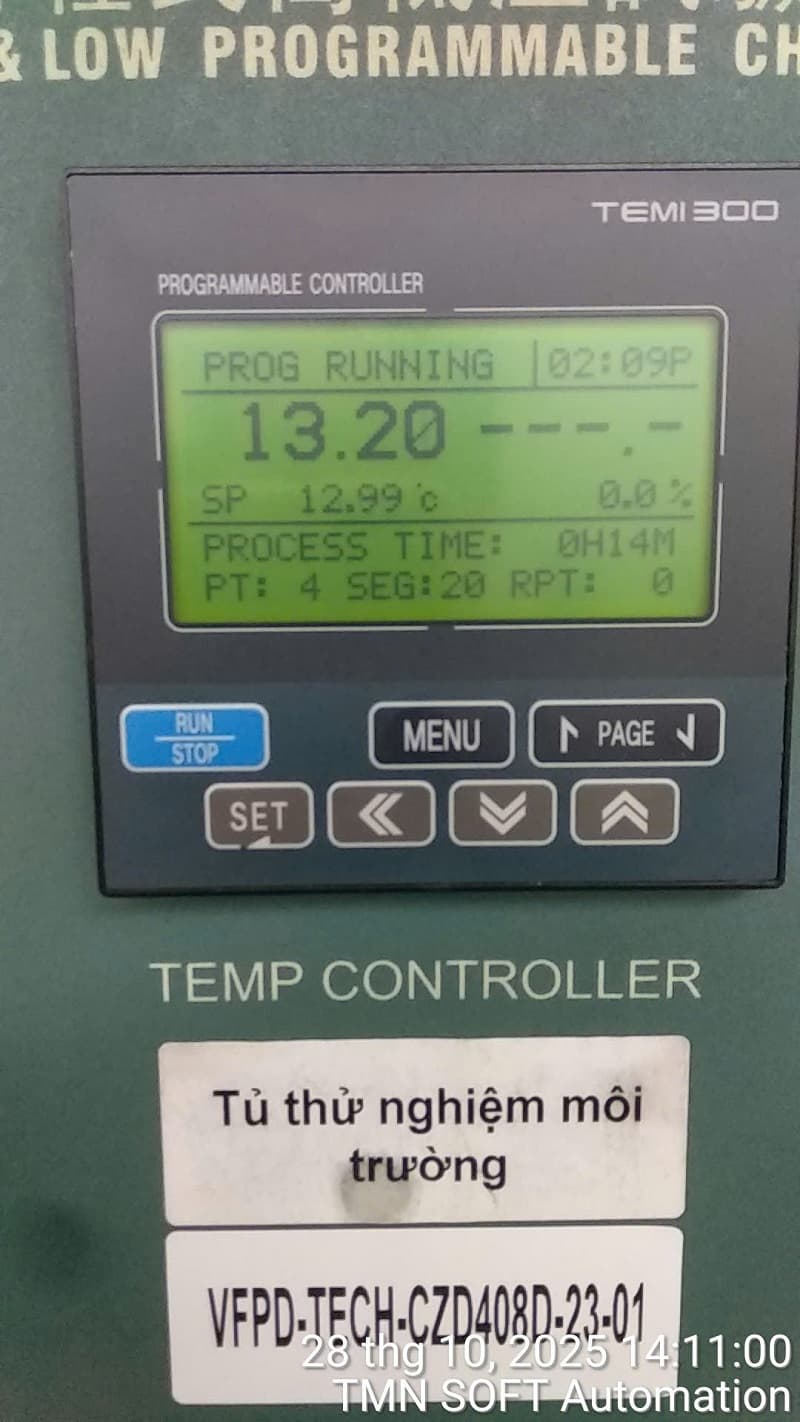 & LOW PROGRAMMABLE CH
TEMI300
PROGRAMMABLE CONTROLLER
PROG RUNNING 02:09P
13.20 ---.-
SP 12.99 °C 0.0 %
PROCESS TIME: 0H14M
PT: 4 SEG:20 RPT: 0
RUN
STOP
MENU
PAGE
SET
TEMP CONTROLLER
Tủ thử nghiệm môi
trường
VFPD-TECH-CZD408D-23-01
28 thg 10, 2025 14:11:00
TMN SOFT Automation